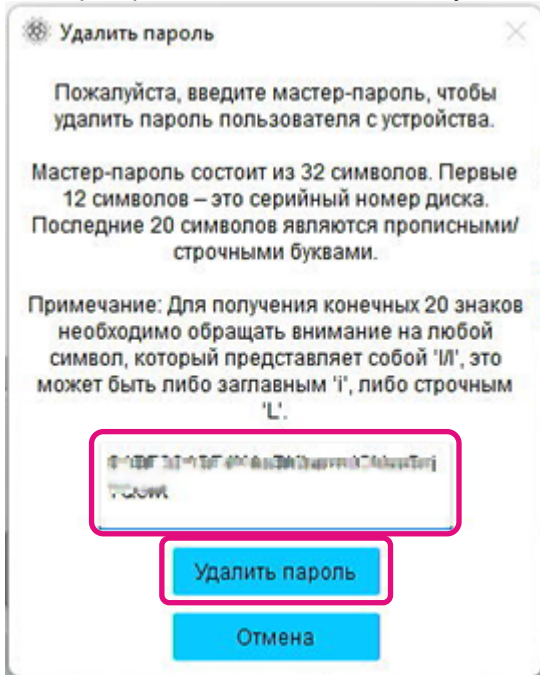 Удалить пароль
Пожалуйста, введите мастер-пароль, чтобы
удалить пароль пользователя с устройства.
Мастер-пароль состоит из 32 символов. Первые
12 символов – это серийный номер диска.
Последние 20 символов являются прописными/
строчными буквами.
Примечание: Для получения конечных 20 знаков
необходимо обращать внимание на любой
символ, который представляет собой 'I/l', это
может быть либо заглавным 'i', либо строчным
'L'.
Удалить пароль
Отмена